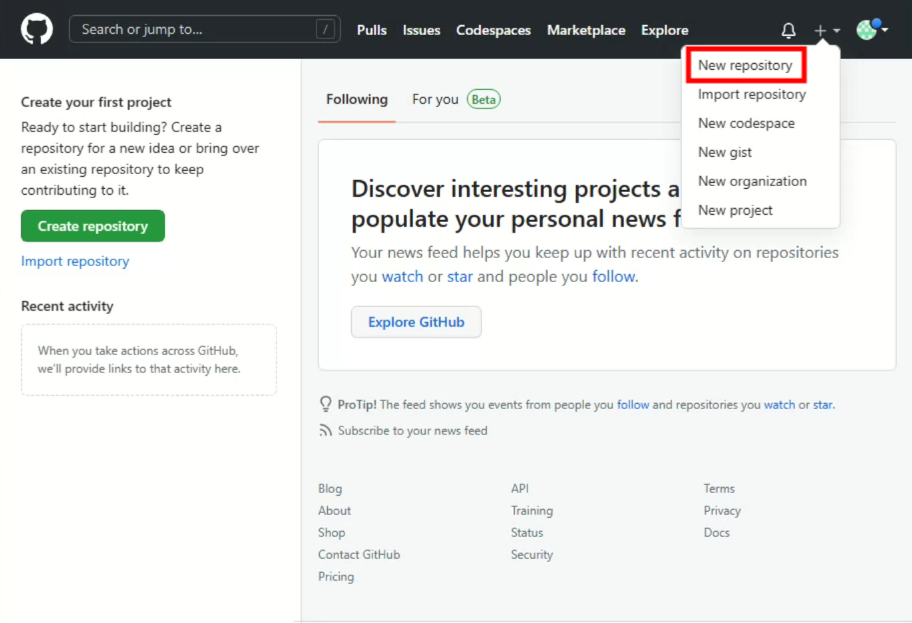 Search or jump to... /
Pulls Issues Codespaces Marketplace Explore
New repository
Import repository
New codespace
New gist
New organization
New project
Create your first project
Ready to start building? Create a
repository for a new idea or bring over
an existing repository to keep
contributing to it.
Create repository
Import repository
Recent activity
When you take actions across GitHub,
we'll provide links to that activity here.
Following For you Beta
Discover interesting projects a
populate your personal news f
Your news feed helps you keep up with recent activity on repositories
you watch or star and people you follow.
Explore GitHub
ProTip! The feed shows you events from people you follow and repositories you watch or star.
Subscribe to your news feed
Blog
About
Shop
Contact GitHub
Pricing
API
Training
Status
Security
Terms
Privacy
Docs